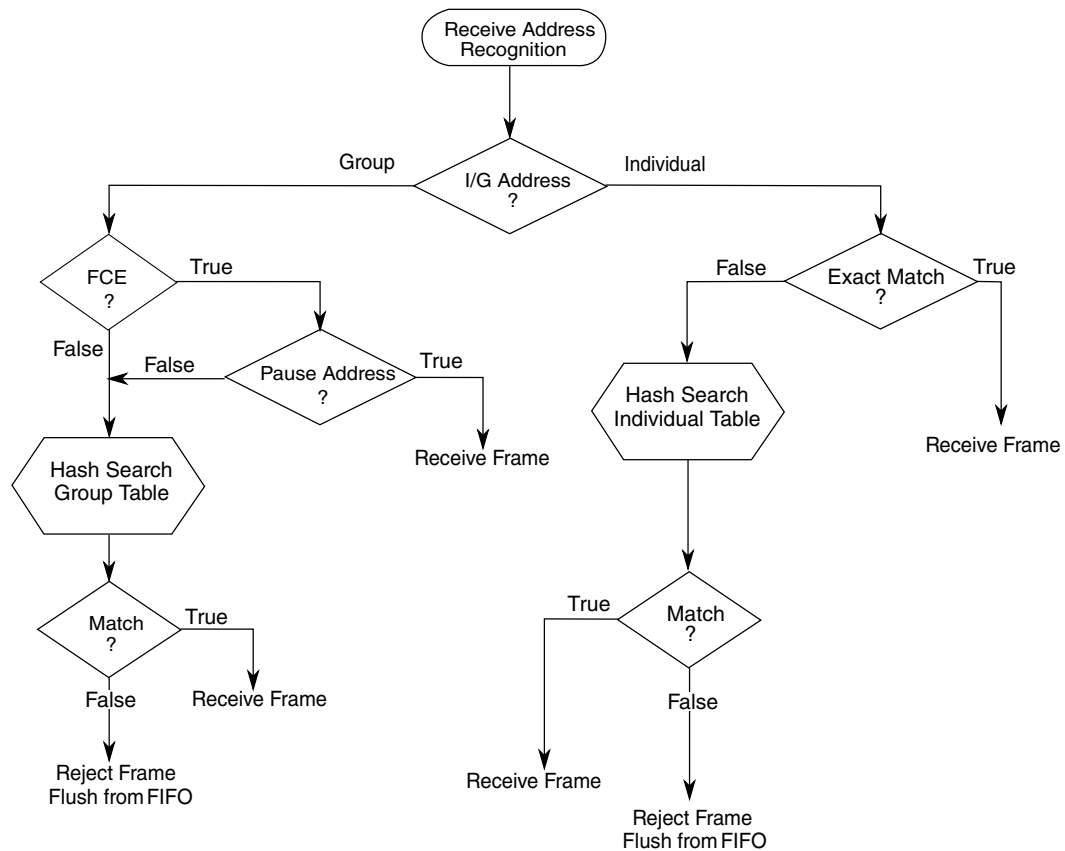 Receive Address
Recognition
Group
I/G Address
?
Individual
FCE
?
True
False
Exact Match
?
True
False
False
Pause Address
?
True
Hash Search
Individual Table
Receive Frame
Receive Frame
Hash Search
Group Table
Match
?
True
True
Match
?
False
Receive Frame
False
Reject Frame
Flush from FIFO
Receive Frame
Reject Frame
Flush from FIFO